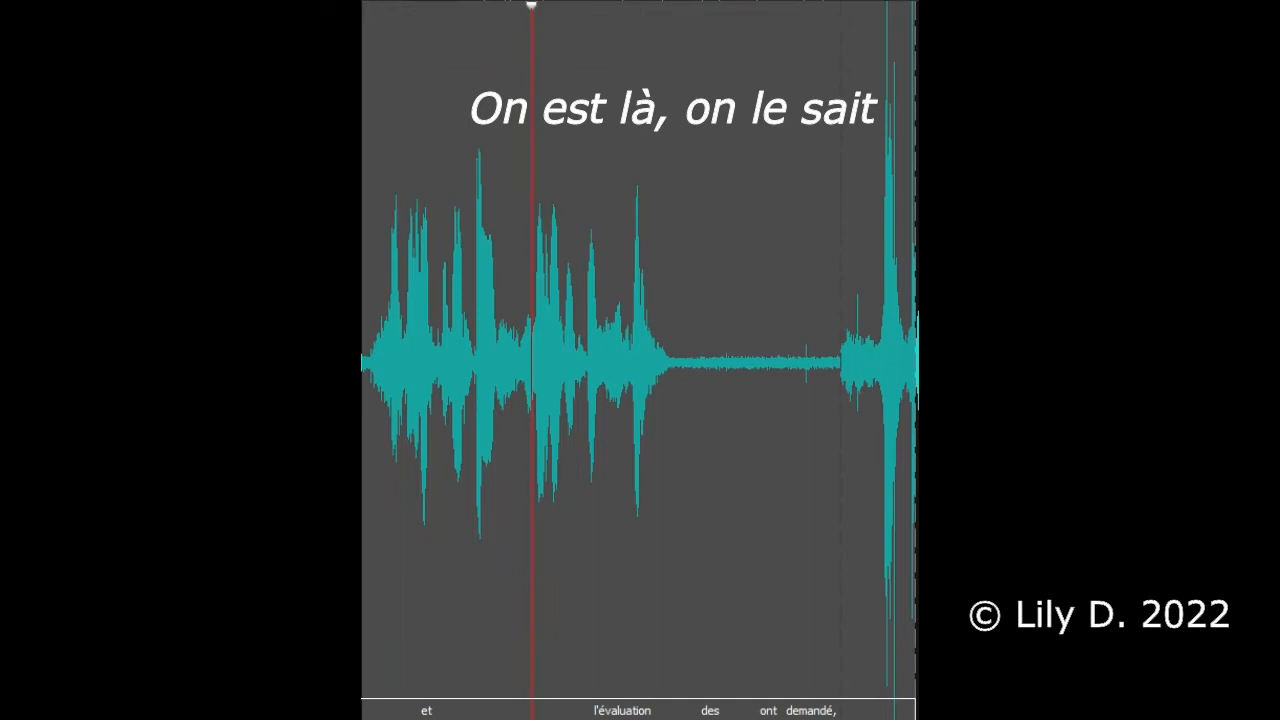 On est là, on le sait
© Lily D. 2022
et l'évaluation des ont demandé,